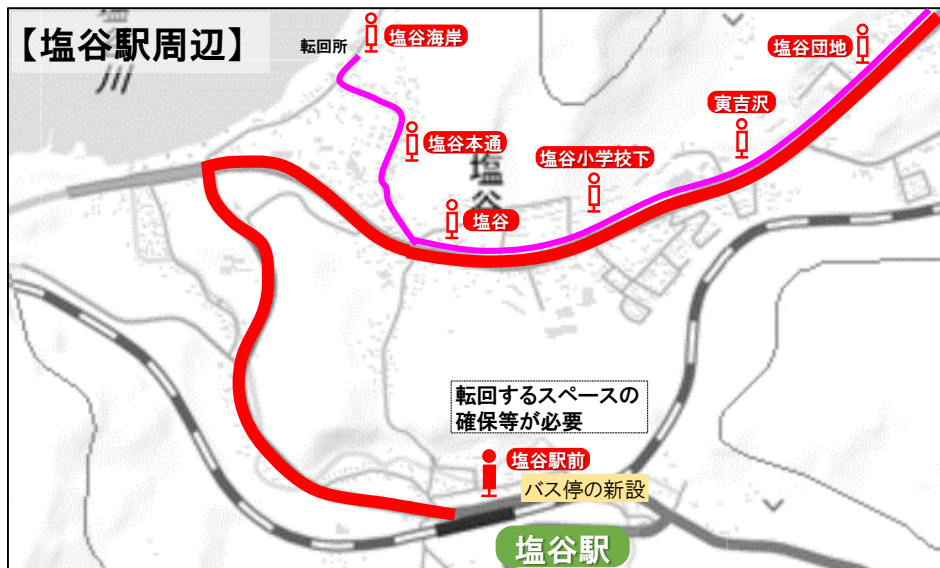 【塩谷駅周辺】
川
転回所
塩谷海岸
塩谷団地
寅吉沢
塩谷本通
塩谷小学校下
塩谷
塩谷
転回するスペースの
確保等が必要
塩谷駅前
バス停の新設
塩谷駅